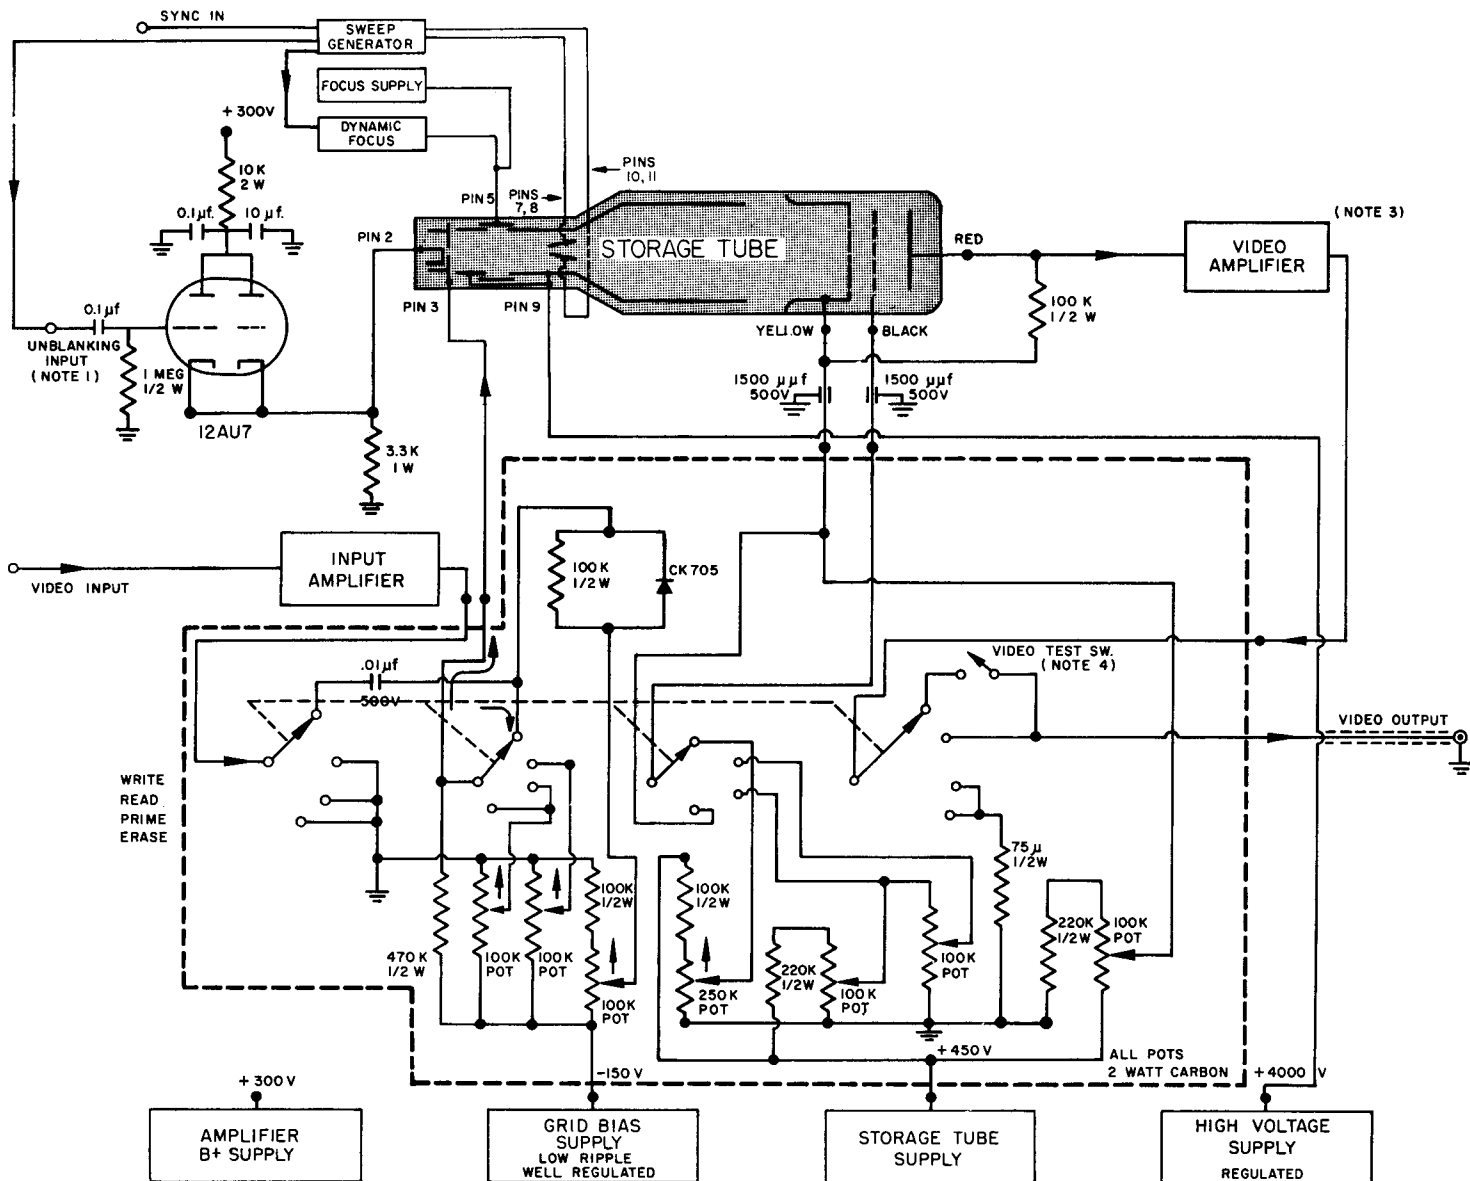 SYNC IN
SWEEP
GENERATOR
FOCUS SUPPLY
DYNAMIC
FOCUS
+300V
10K
2 W
0.1µf.
10µf.
0.1µf
UNBLANKING
INPUT
(NOTE 1)
1 MEG
1/2 W
12AU7
3.3K
1W
PIN 2
PIN 3
PIN 5
PINS
7,8
PIN 9
PINS
10, 11
STORAGE TUBE
RED
YELLOW
BLACK
100 K
1/2 W
(NOTE 3)
VIDEO
AMPLIFIER
1500 µµf
500V
1500 µµf
500V
VIDEO INPUT
INPUT
AMPLIFIER
100K
1/2W
CK705
VIDEO TEST SW.
(NOTE 4)
.01µf
500V
VIDEO OUTPUT
WRITE
READ
PRIME
ERASE
470 K
1/2 W
100K
POT
100K
POT
100K
1/2W
100K
POT
100K
1/2W
250K
POT
220K
1/2W
100K
POT
100K
POT
75µ
1/2W
220K
1/2W
100K
POT
-150V
+450V
ALL POTS
2 WATT CARBON
+4000 V
+300V
AMPLIFIER
B+ SUPPLY
GRID BIAS
SUPPLY
LOW RIPPLE
WELL REGULATED
STORAGE TUBE
SUPPLY
HIGH VOLTAGE
SUPPLY
REGULATED